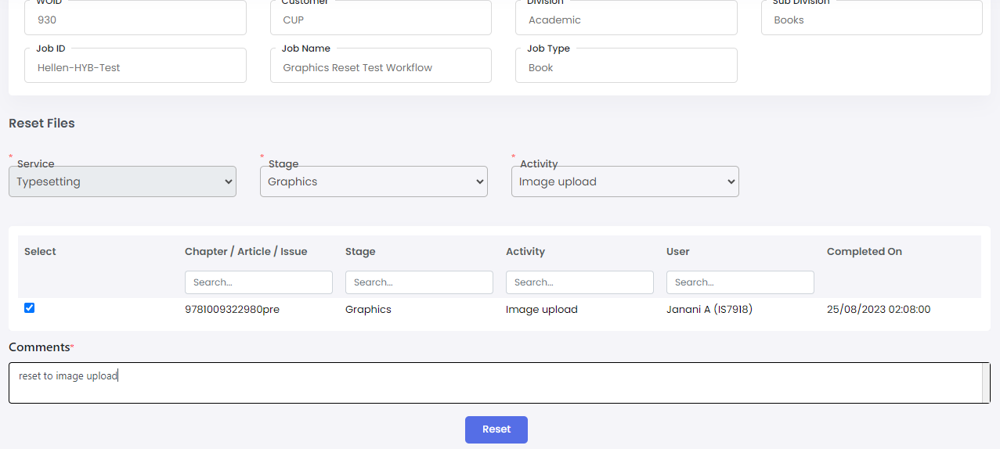 WOID Customer Division Sub Division
930 CUP Academic Books
Job ID Job Name Job Type
Hellen-HYB-Test Graphics Reset Test Workflow Book
Reset Files
* Service * Stage * Activity
Typesetting Graphics Image upload
Select Chapter / Article / Issue Stage Activity User Completed On
Search... Search... Search... Search...
9781009322980pre Graphics Image upload Janani A (IS7918) 25/08/2023 02:08:00
Comments*
reset to image upload
Reset